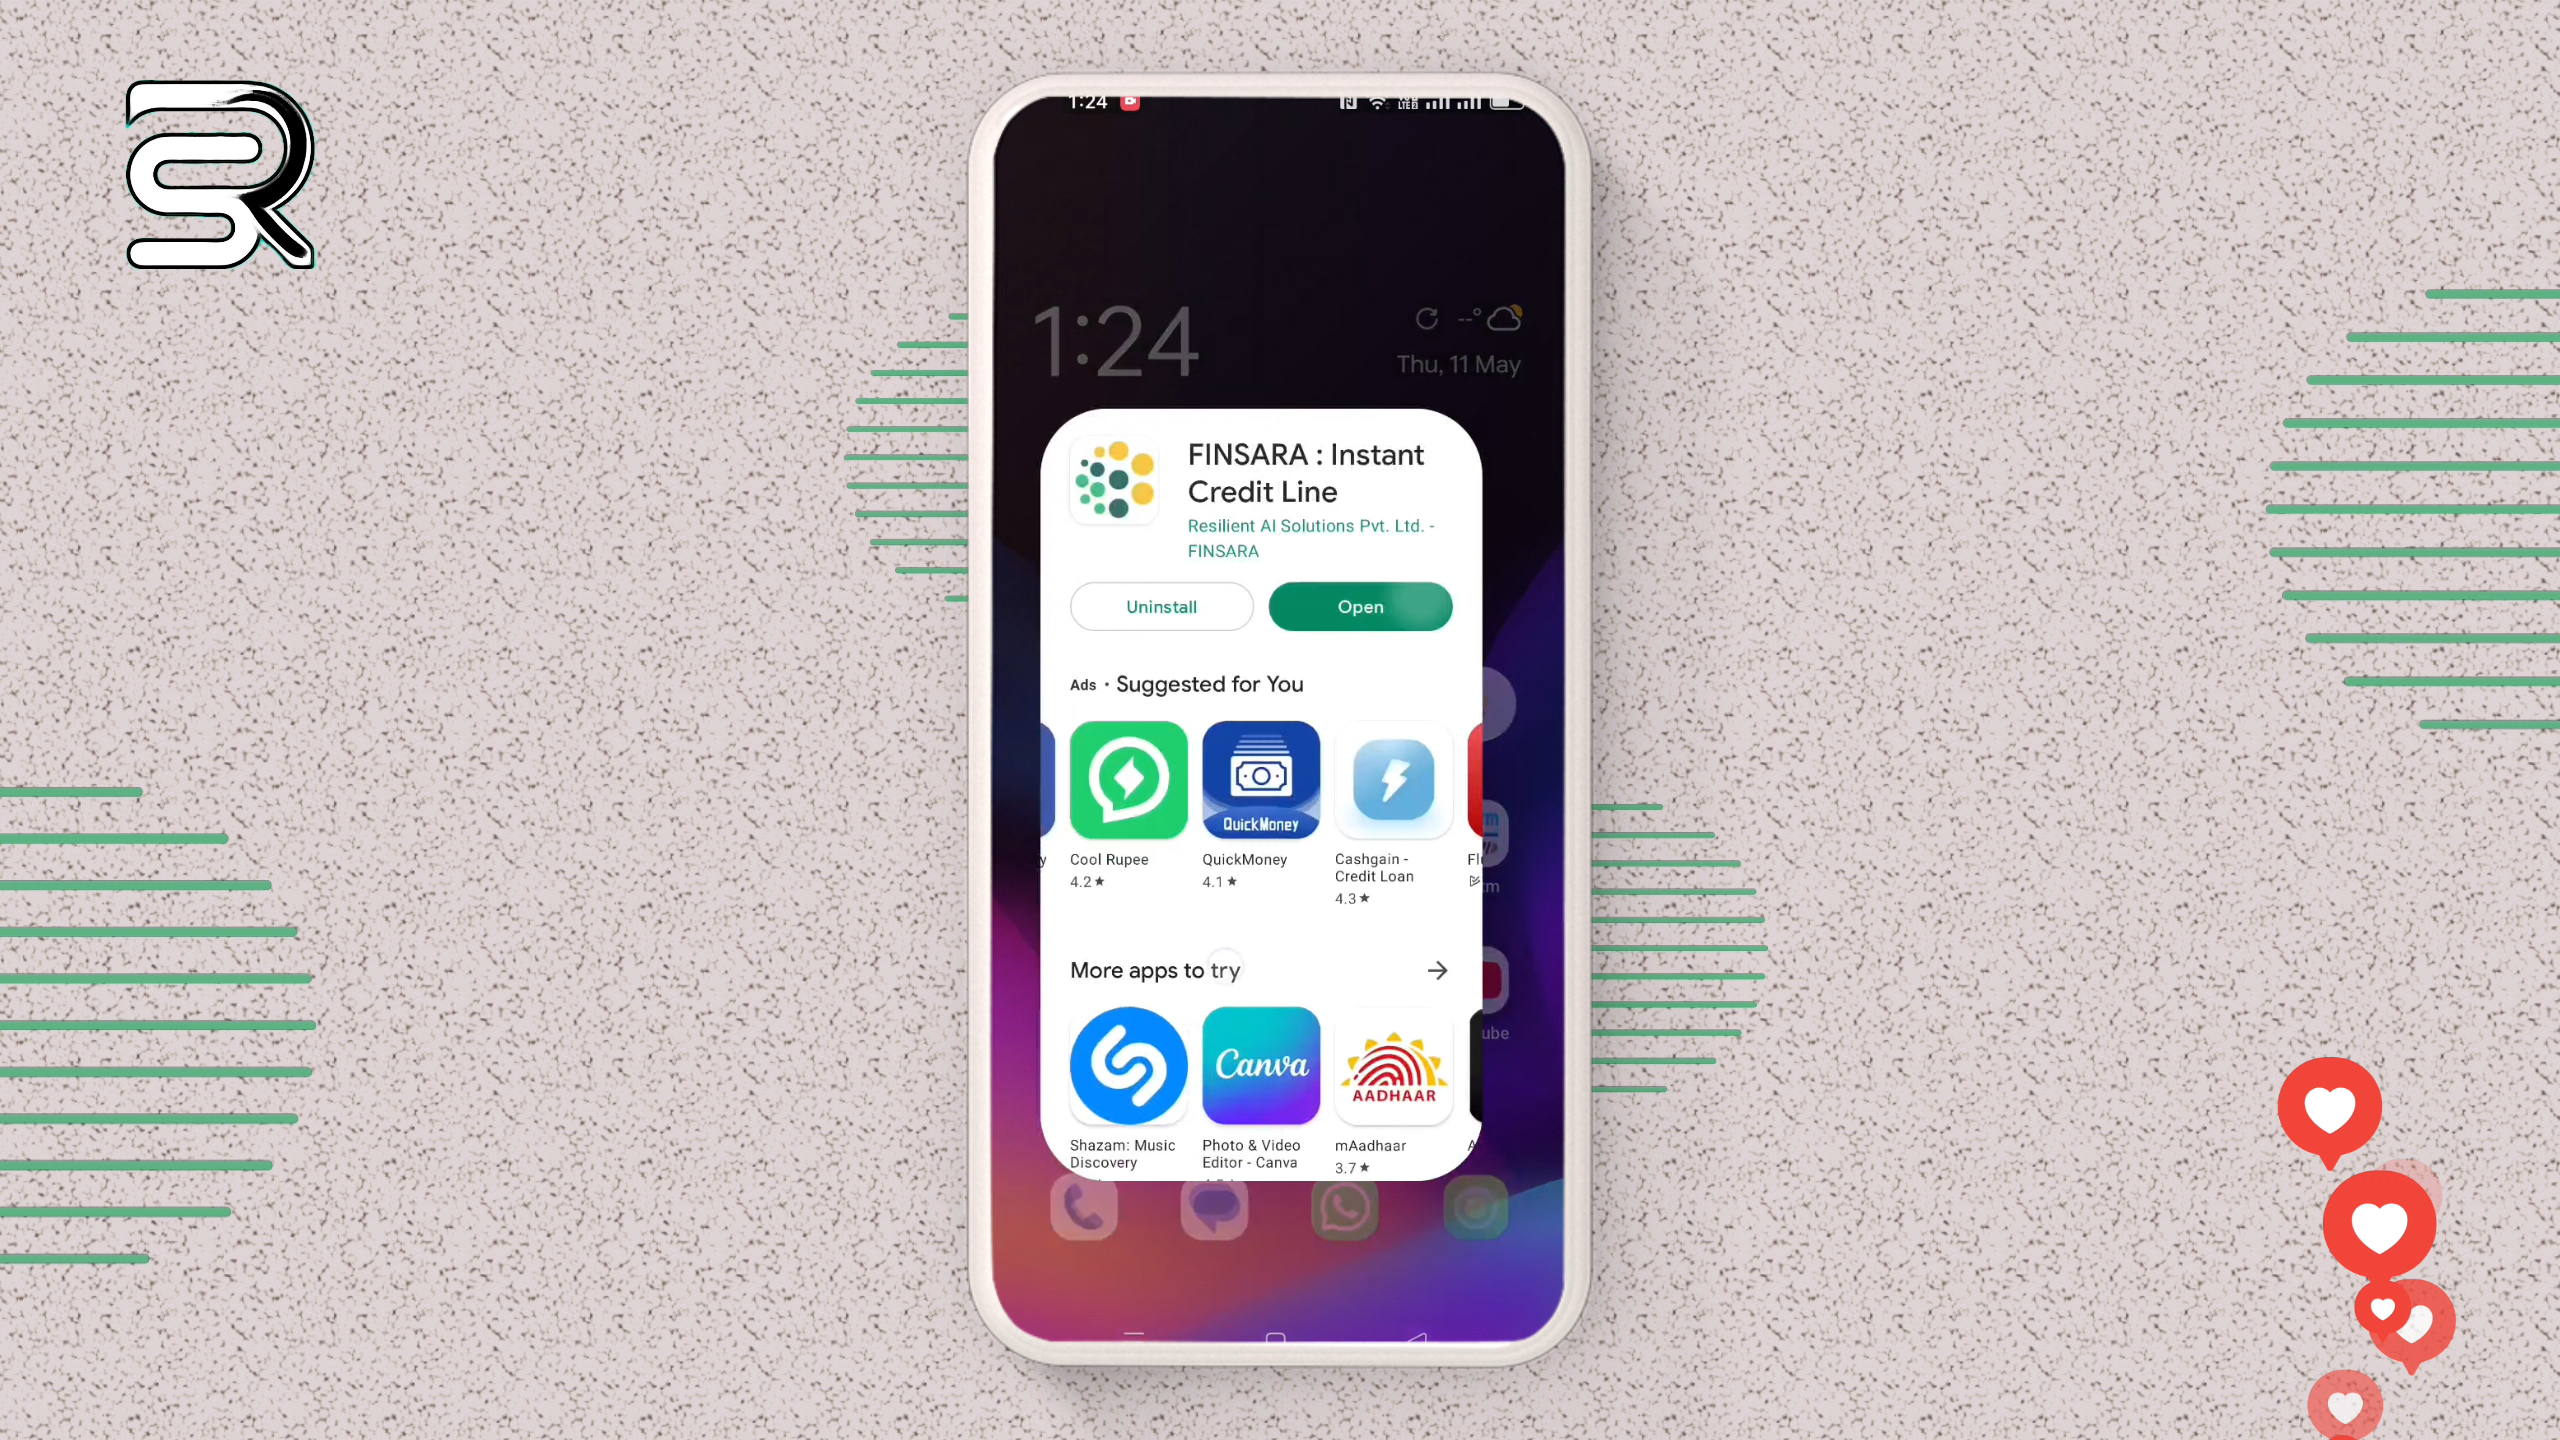 1:24
1:24
--°
Thu, 11 May
FINSARA : Instant
Credit Line
Resilient AI Solutions Pvt. Ltd. -
FINSARA
Uninstall
Open
Ads • Suggested for You
QuickMoney
Cool Rupee
QuickMoney
Cashgain -
Credit Loan
4.2 ★
4.1 ★
4.3 ★
More apps to try
Canva
AADHAAR
Shazam: Music
Discovery
Photo & Video
Editor - Canva
mAadhaar
3.7 ★